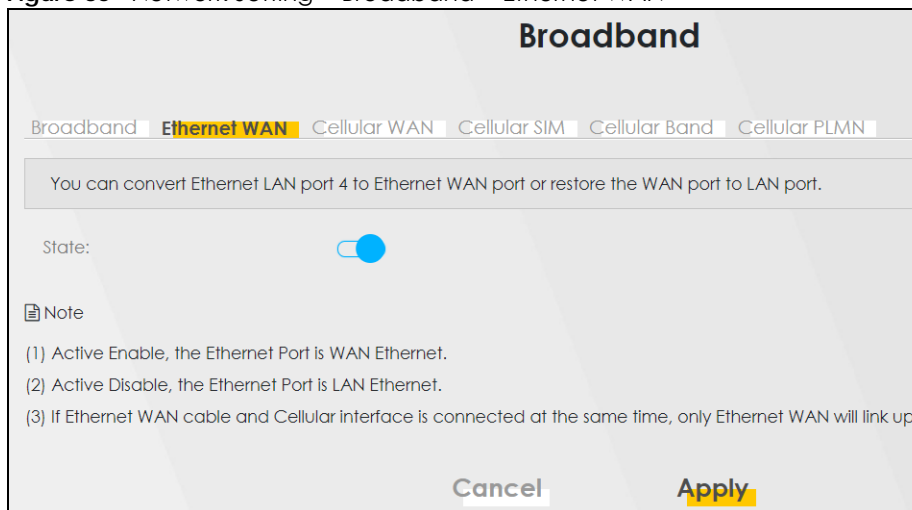 Broadband
Broadband Ethernet WAN Cellular WAN Cellular SIM Cellular Band Cellular PLMN
You can convert Ethernet LAN port 4 to Ethernet WAN port or restore the WAN port to LAN port.
State:
Note
(1) Active Enable, the Ethernet Port is WAN Ethernet.
(2) Active Disable, the Ethernet Port is LAN Ethernet.
(3) If Ethernet WAN cable and Cellular interface is connected at the same time, only Ethernet WAN will link up
Cancel Apply